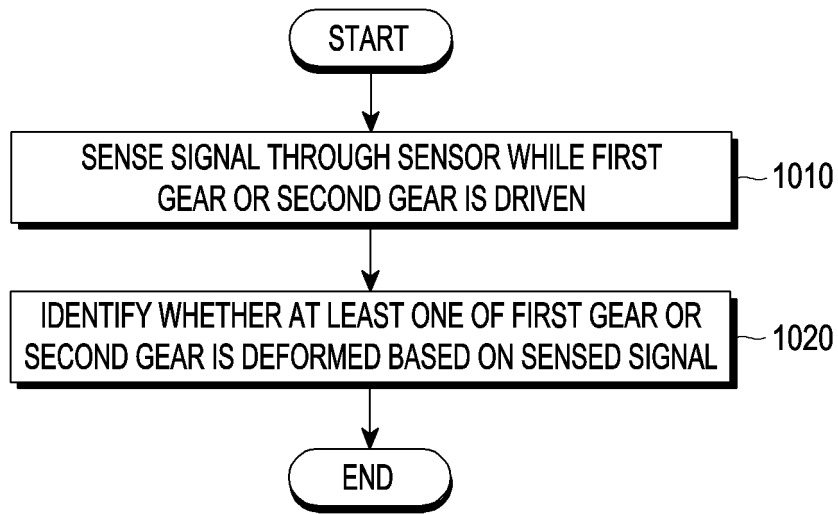 START
SENSE SIGNAL THROUGH SENSOR WHILE FIRST
GEAR OR SECOND GEAR IS DRIVEN
1010
IDENTIFY WHETHER AT LEAST ONE OF FIRST GEAR OR
SECOND GEAR IS DEFORMED BASED ON SENSED SIGNAL
1020
END